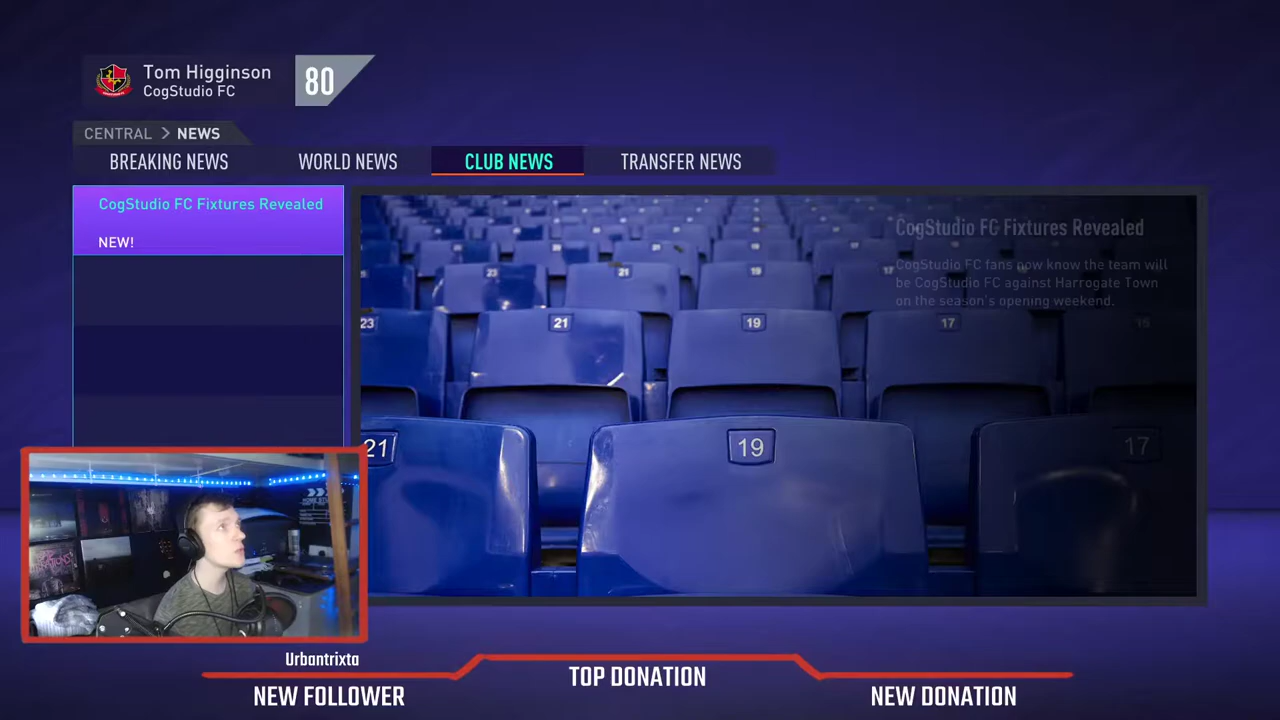 Tom Higginson
CogStudio FC
80
CENTRAL > NEWS
BREAKING NEWS
WORLD NEWS
CLUB NEWS
TRANSFER NEWS
CogStudio FC Fixtures Revealed
NEW!
CogStudio FC Fixtures Revealed
CogStudio FC fans now know the team will
be CogStudio FC against Harrogate Town
on the season's opening weekend.
23
21
19
17
23
21
19
17
16
21
19
17
Urbantrixta
NEW FOLLOWER
TOP DONATION
NEW DONATION